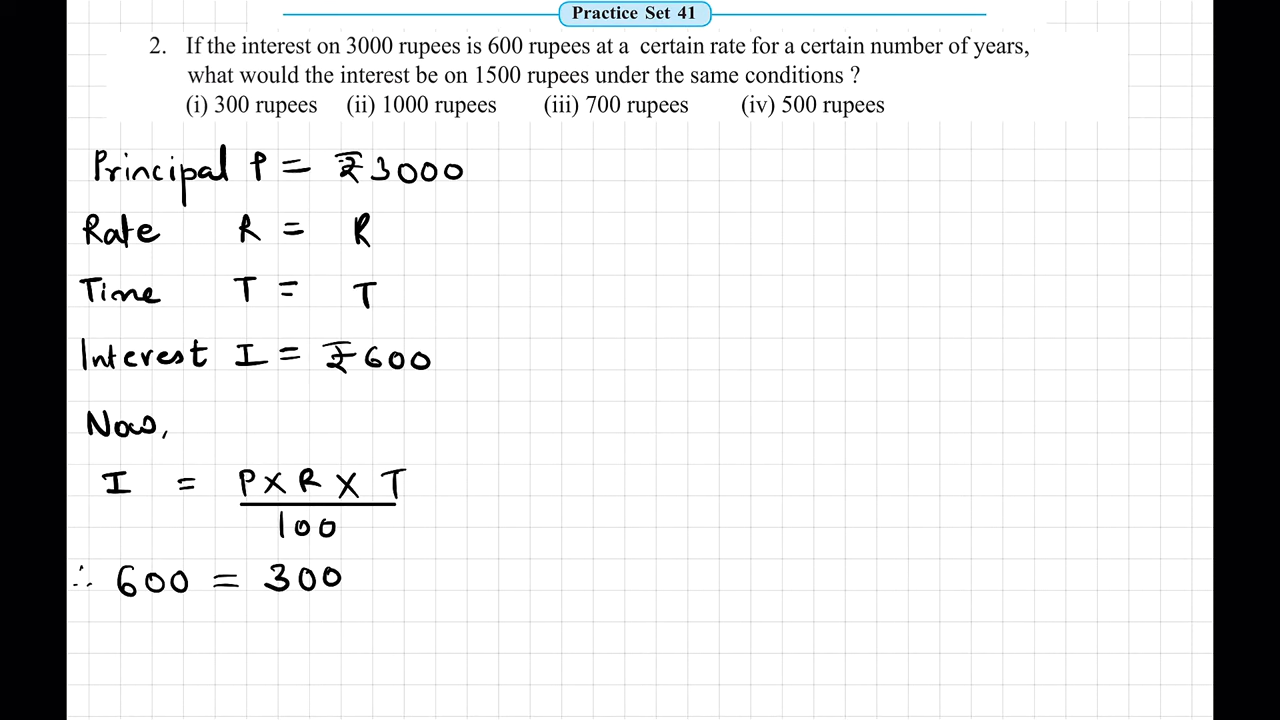 Practice Set 41
2. If the interest on 3000 rupees is 600 rupees at a certain rate for a certain number of years,
what would the interest be on 1500 rupees under the same conditions ?
(i) 300 rupees (ii) 1000 rupees (iii) 700 rupees (iv) 500 rupees
Principal P = ₹3000
Rate R = R
Time T = T
Interest I = ₹600
Now,
I = P X R X T
100
∴ 600 = 300